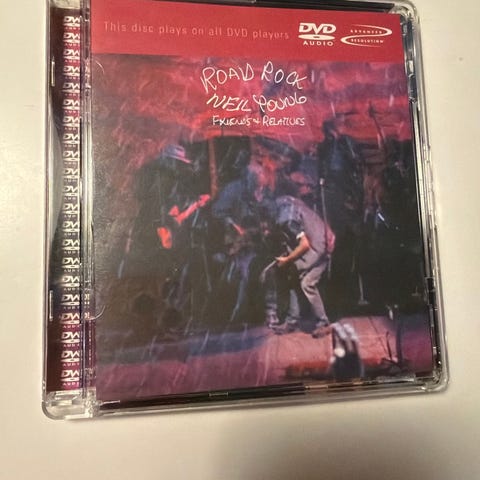 This disc plays on all DVD players
DVD
AUDIO
ADVANCED
RESOLUTION
ROAD ROCK
NEIL YOUNG
FRIENDS + RELATIVES